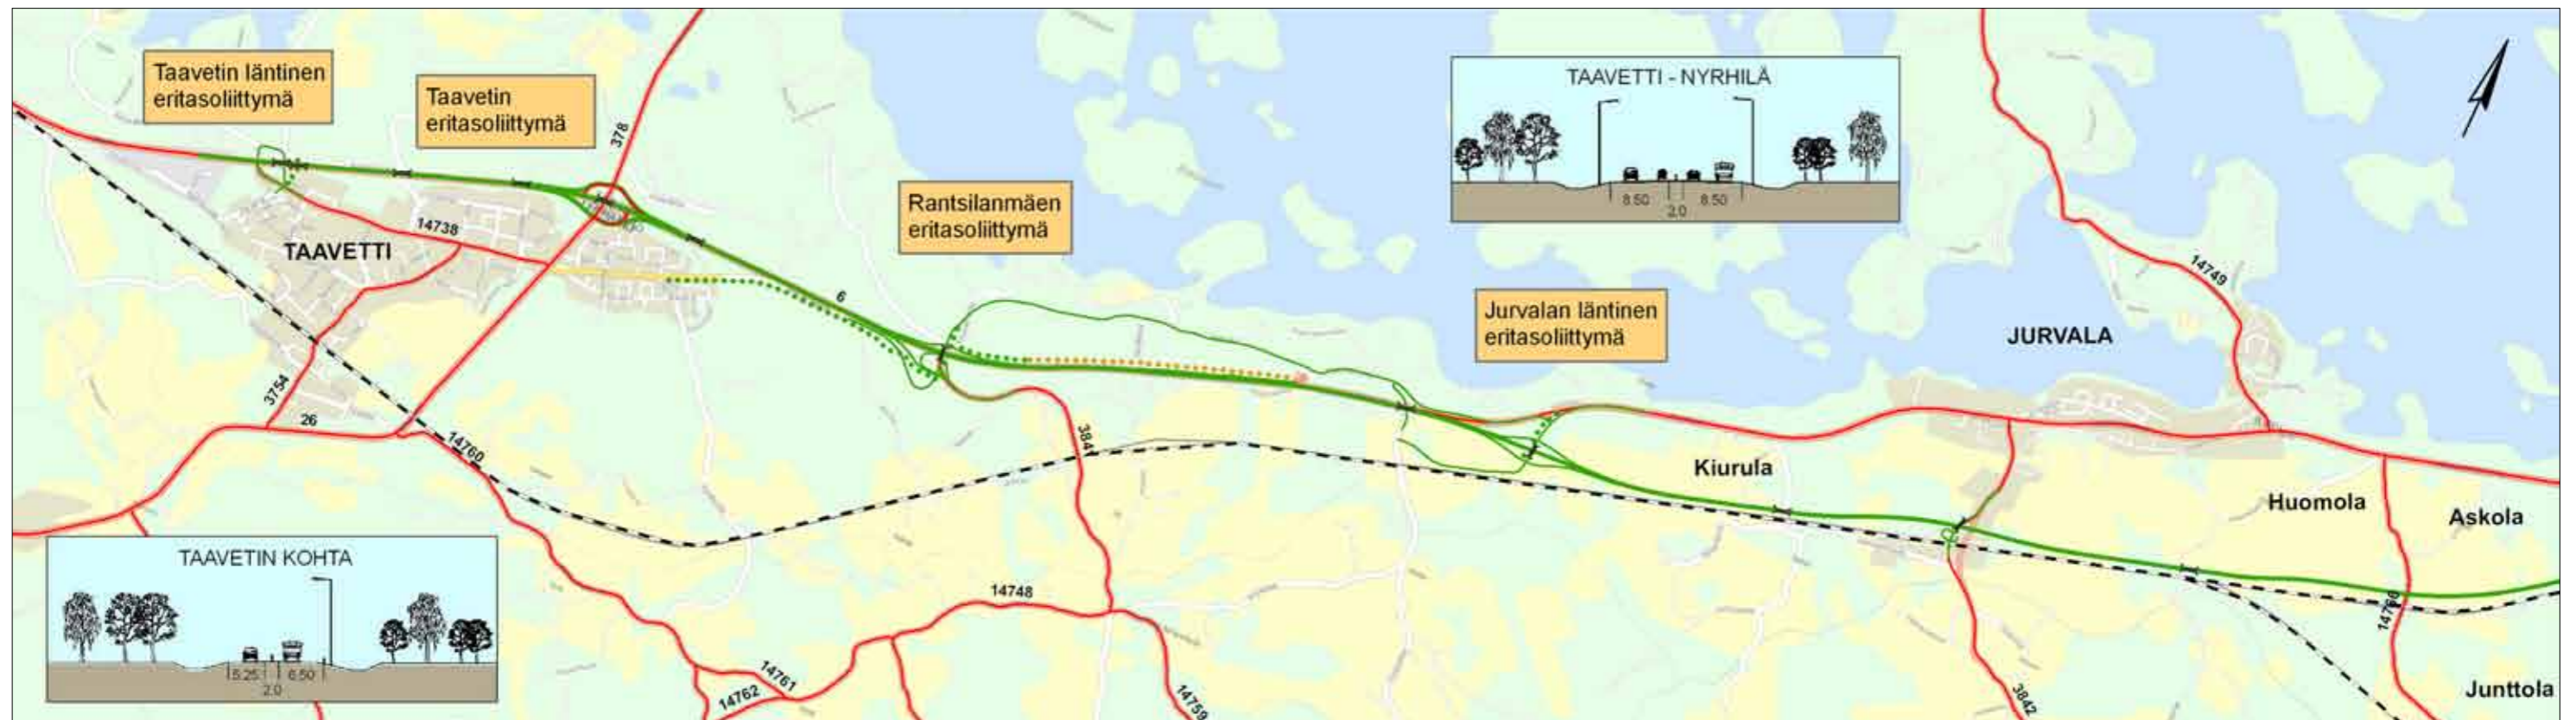 Taavetin läntinen
eritasoliittymä
Taavetin
eritasoliittymä
378
TAAVETTI - NYRHILÄ
8.50
8.50
2.0
Rantsilanmäen
eritasoliittymä
14738
TAAVETTI
14749
6
Jurvalan läntinen
eritasoliittymä
JURVALA
3754
26
14760
3841
Kiurula
Huomola
Askola
TAAVETIN KOHTA
5.25
6.50
2.0
14748
14766
14761
14762
14759
3842
Junttola